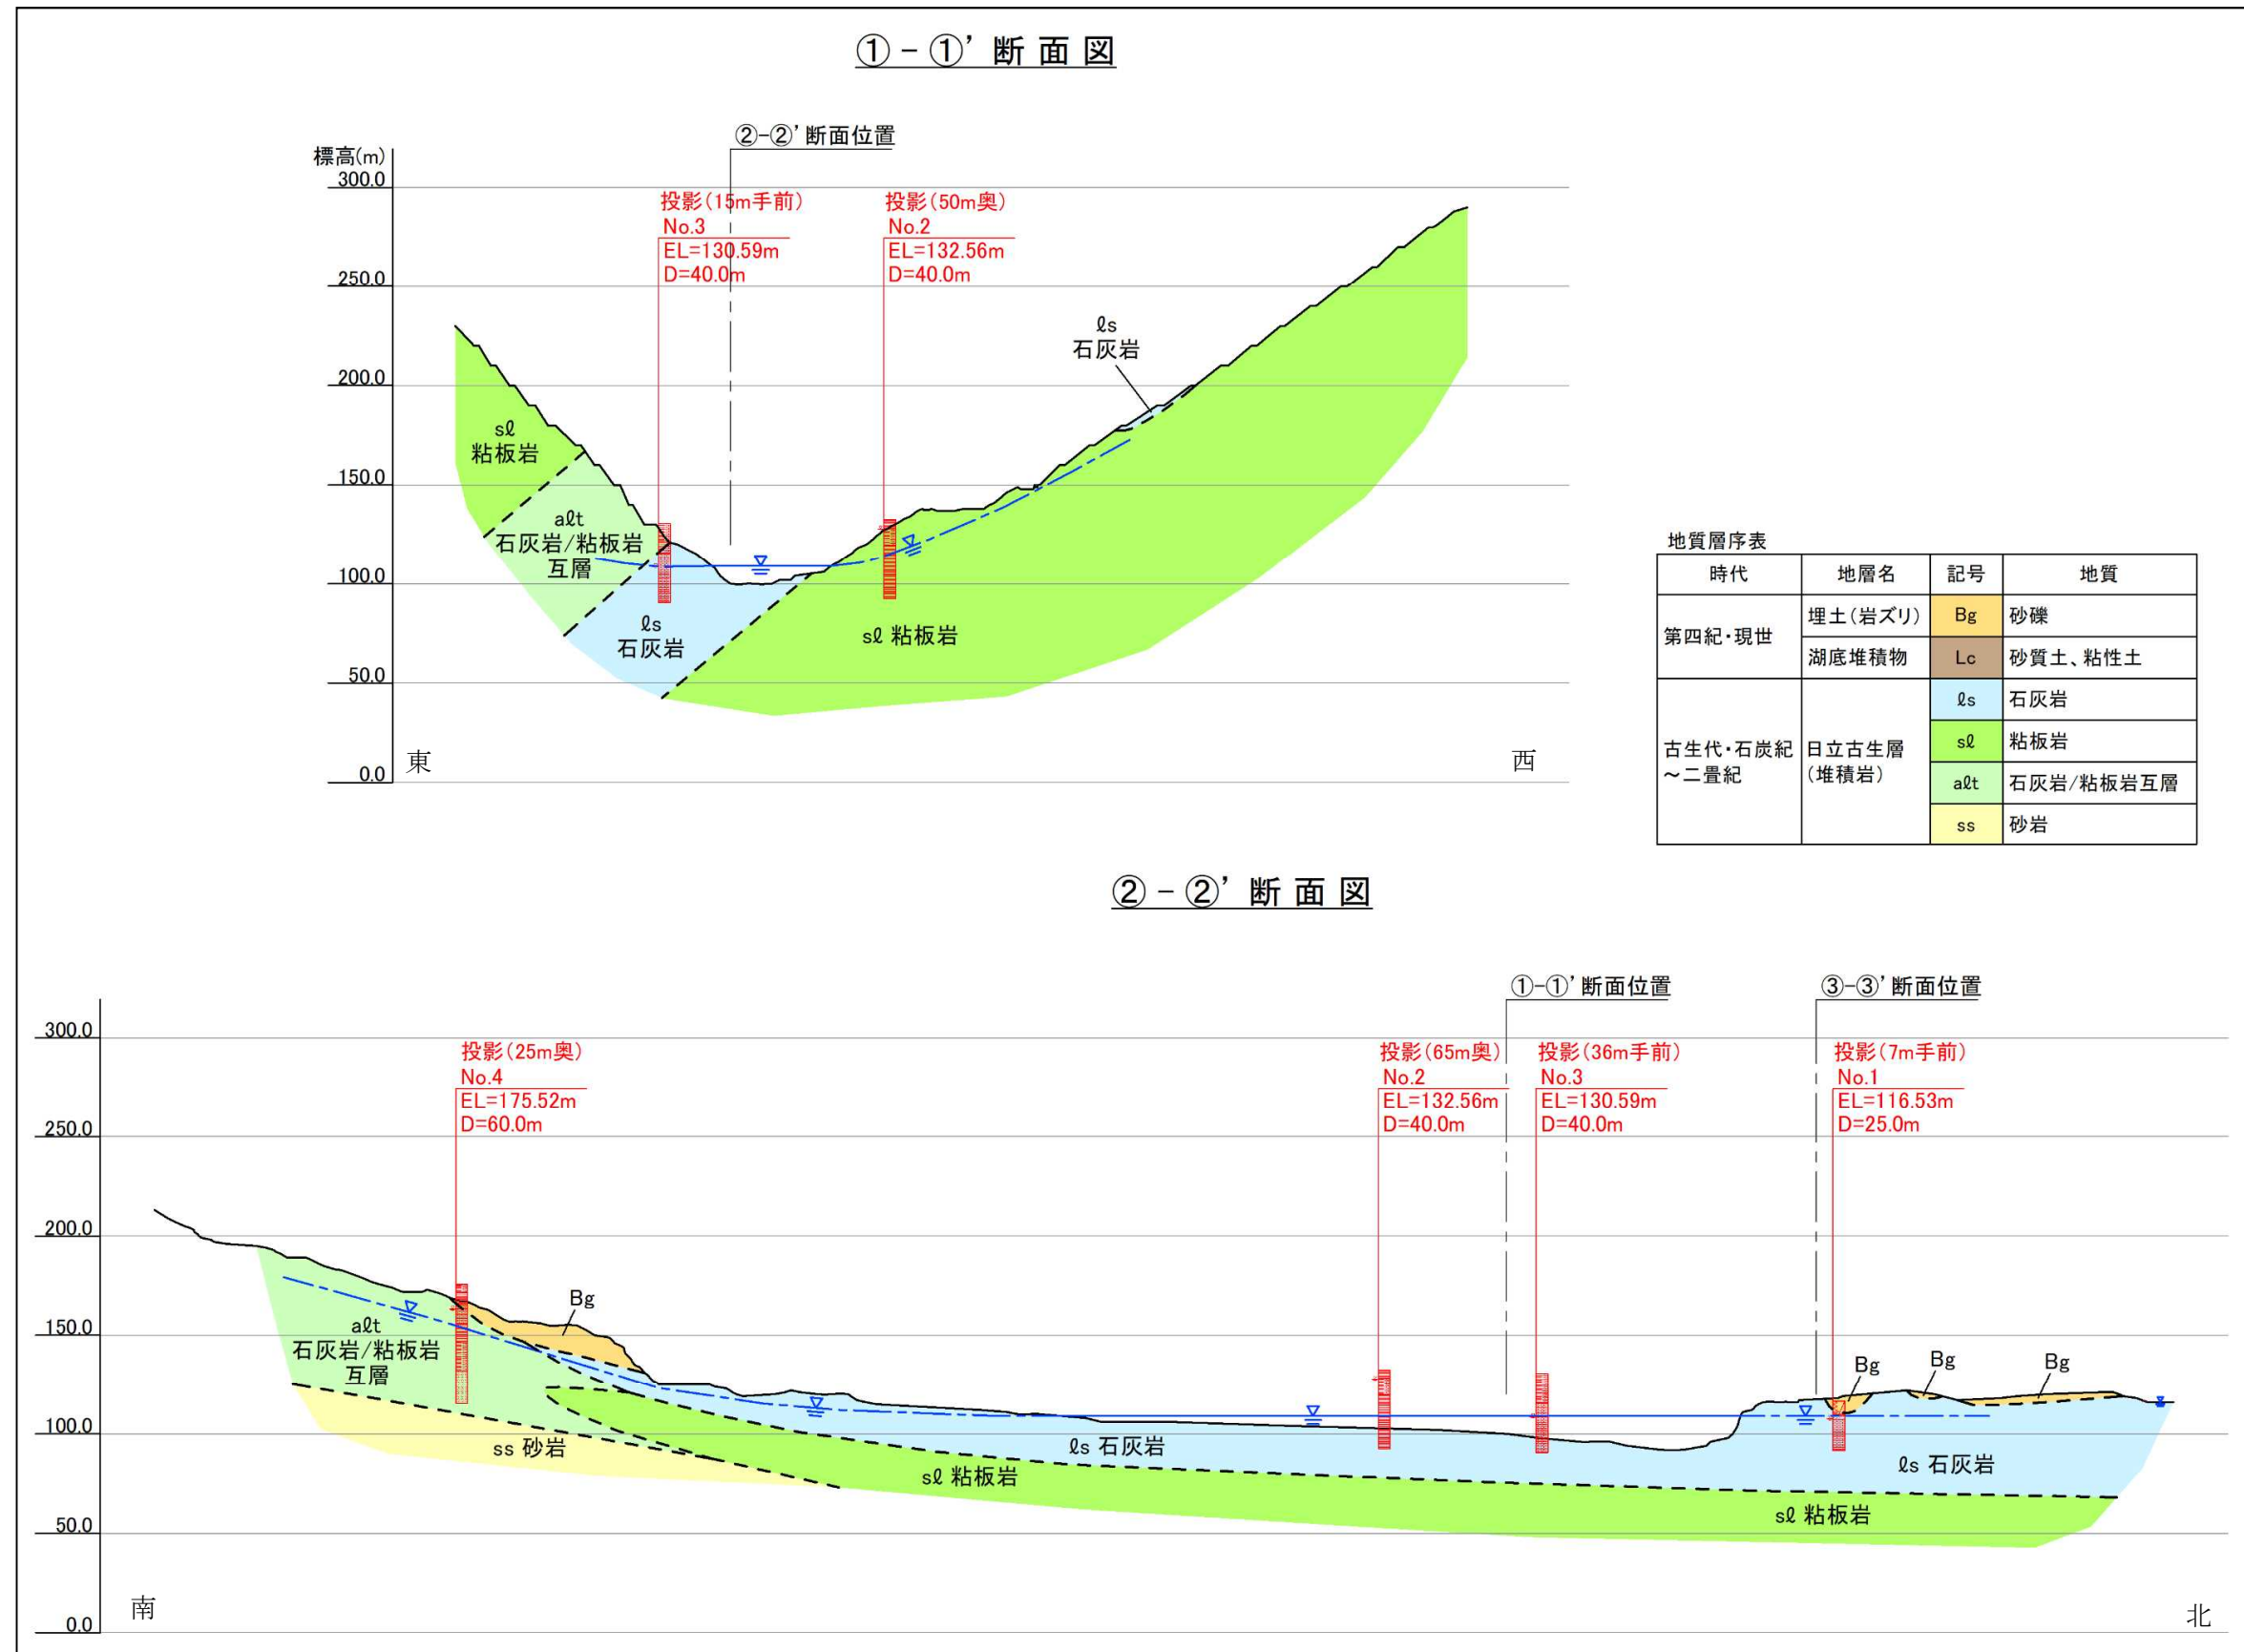 ①-①’断面図
②-②’断面位置
標高(m)
300.0
250.0
200.0
150.0
100.0
50.0
0.0
投影(15m手前)
No.3
EL=130.59m
D=40.0m
投影(50m奥)
No.2
EL=132.56m
D=40.0m
ℓs
石灰岩
sℓ
粘板岩
aℓt
石灰岩/粘板岩
互層
ℓs
石灰岩
sℓ 粘板岩
東
西
地質層序表
時代 地層名 記号 地質
第四紀・現世 埋土(岩ズリ) Bg 砂礫
湖底堆積物 Lc 砂質土、粘性土
古生代・石炭紀
~二畳紀
日立古生層
(堆積岩)
ℓs 石灰岩
sℓ 粘板岩
aℓt 石灰岩/粘板岩互層
ss 砂岩
②-②’断面図
①-①’断面位置
③-③’断面位置
300.0
250.0
200.0
150.0
100.0
50.0
0.0
投影(25m奥)
No.4
EL=175.52m
D=60.0m
投影(65m奥)
No.2
EL=132.56m
D=40.0m
投影(36m手前)
No.3
EL=130.59m
D=40.0m
投影(7m手前)
No.1
EL=116.53m
D=25.0m
Bg
aℓt
石灰岩/粘板岩
互層
ss 砂岩
sℓ 粘板岩
ℓs 石灰岩
Bg
Bg
Bg
ℓs 石灰岩
sℓ 粘板岩
南
北